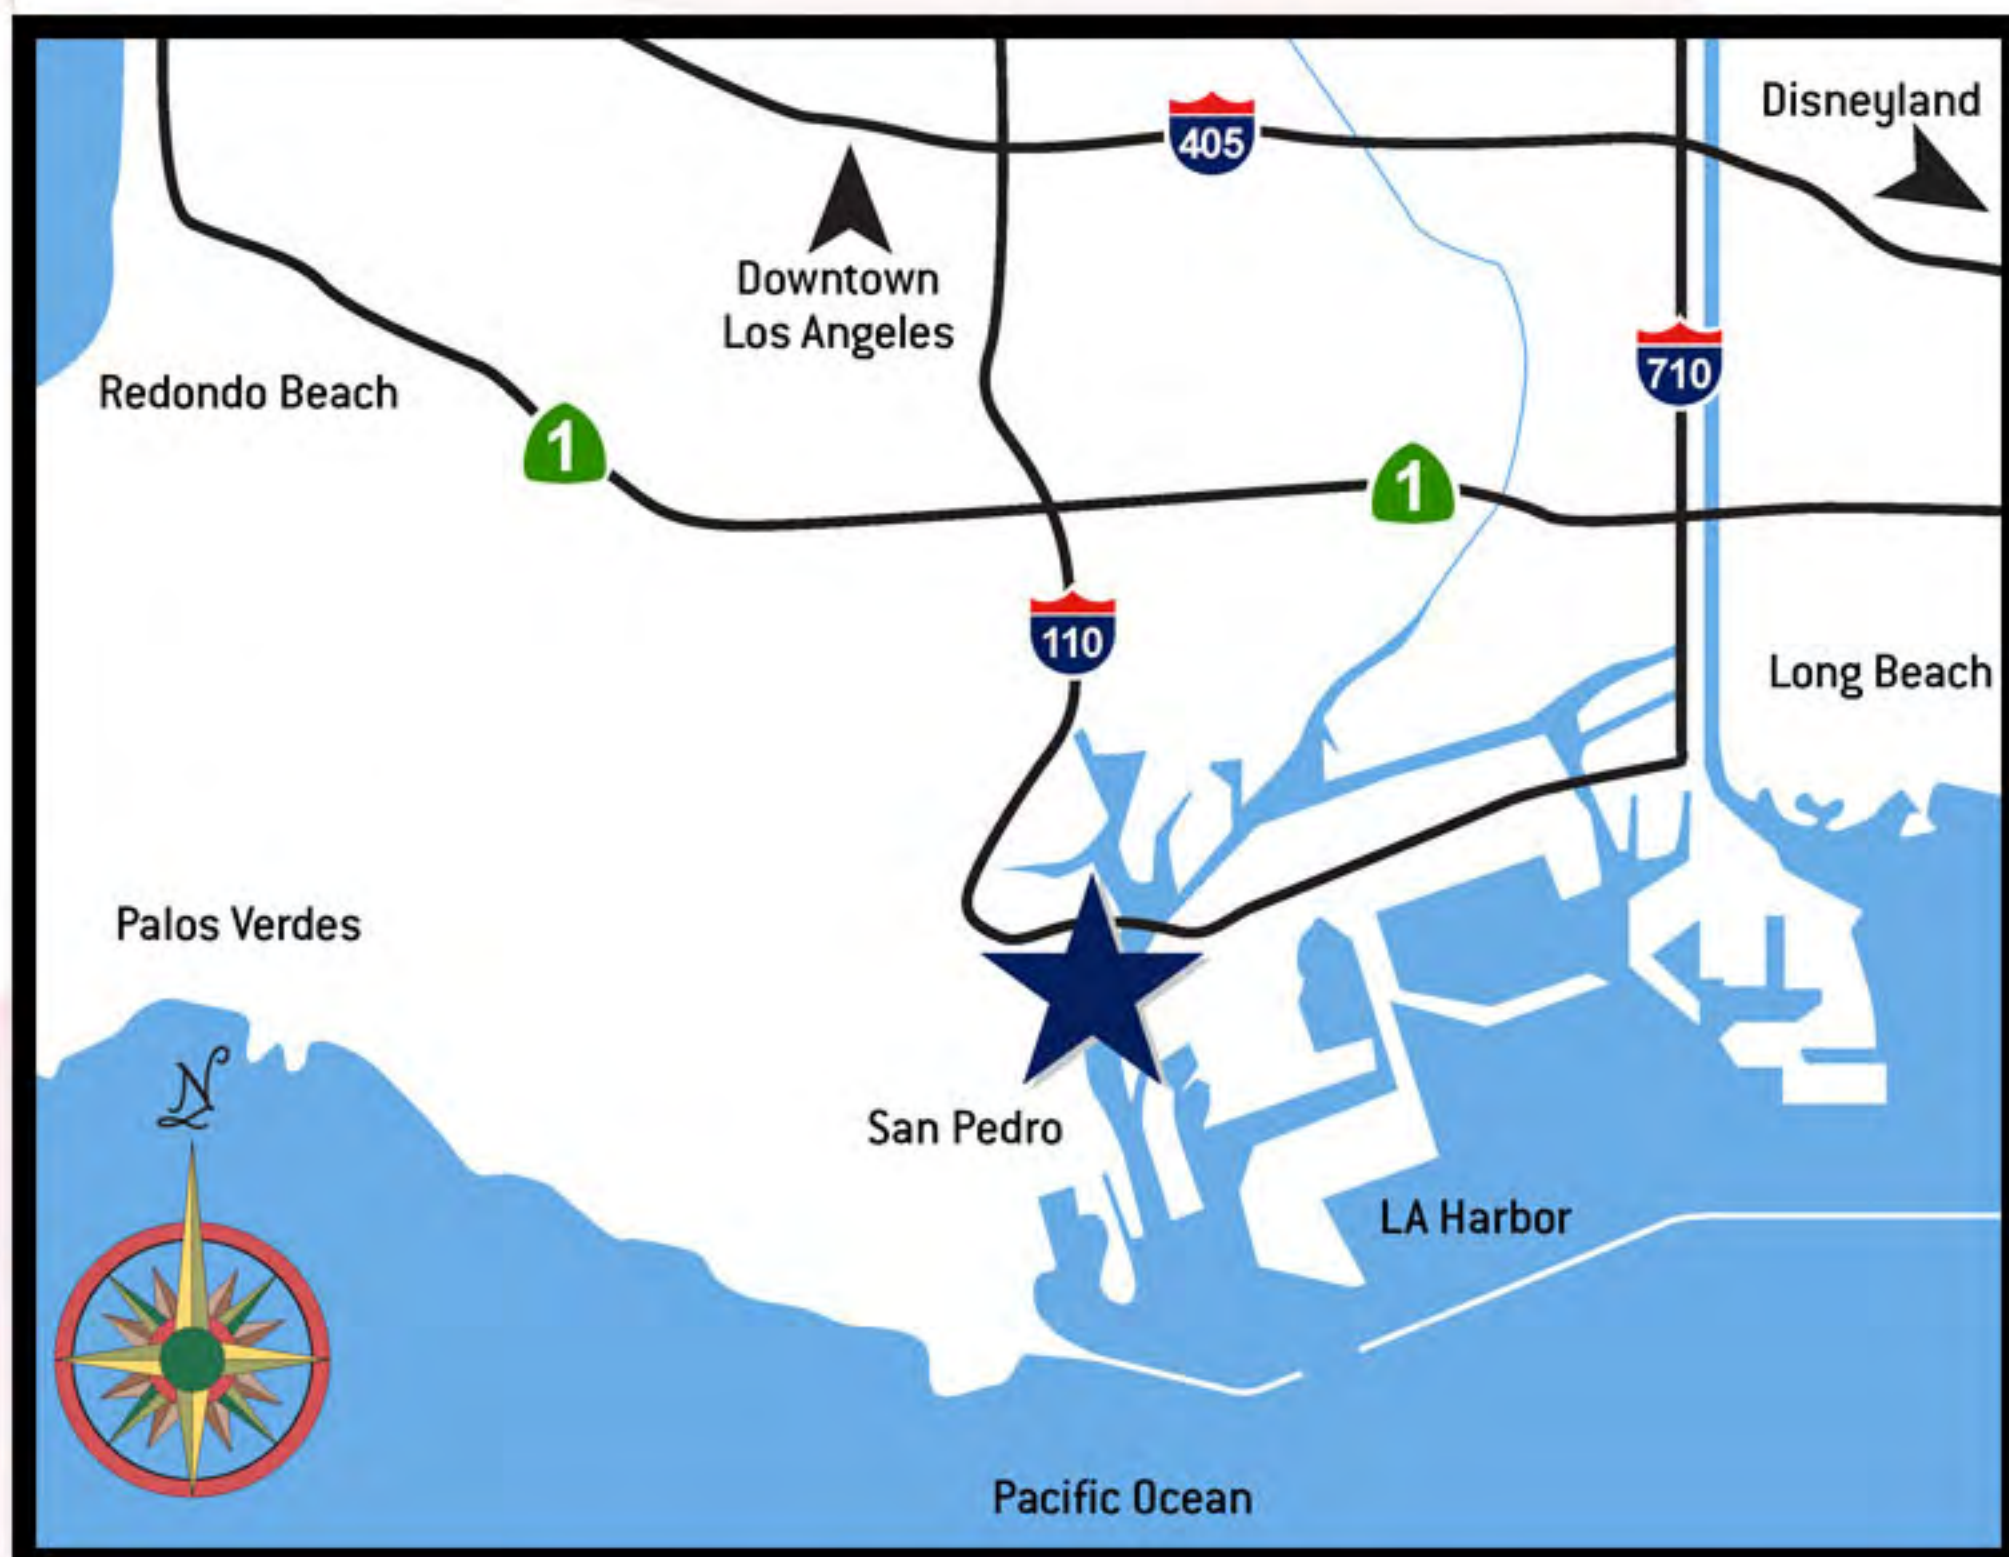 Disneyland
405
Downtown
Los Angeles
710
Redondo Beach
1
1
110
Long Beach
Palos Verdes
N
San Pedro
LA Harbor
Pacific Ocean